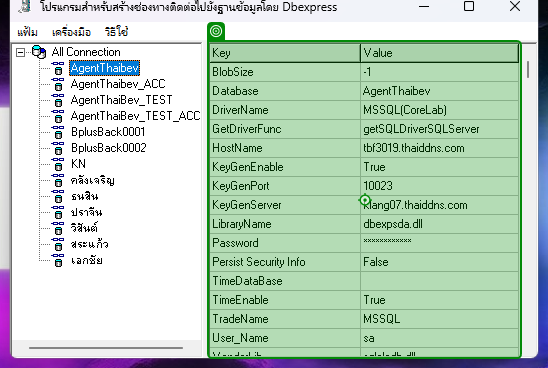 โปรแกรมสำหรับสร้างช่องทางติดต่อไปยังฐานข้อมูลโดย Dbexpress
แฟ้ม เครื่องมือ วิธีใช้
All Connection
AgentThaibev
AgentThaiBev_ACC
AgentThaiBev_TEST
AgentThaiBev_TEST_ACC
BplusBack0001
BplusBack0002
KN
คลังเจริญ
ธนสิน
ปราจีน
วิสันต์
สระแก้ว
เอกชัย
Key Value
BlobSize -1
Database AgentThaibev
DriverName MSSQL(CoreLab)
GetDriverFunc getSQLDriverSQLServer
HostName tbf3019.thaiddns.com
KeyGenEnable True
KeyGenPort 10023
KeyGenServer klang07.thaiddns.com
LibraryName dbexpsda.dll
Password ************
Persist Security Info False
TimeDataBase
TimeEnable True
TradeName MSSQL
User_Name sa